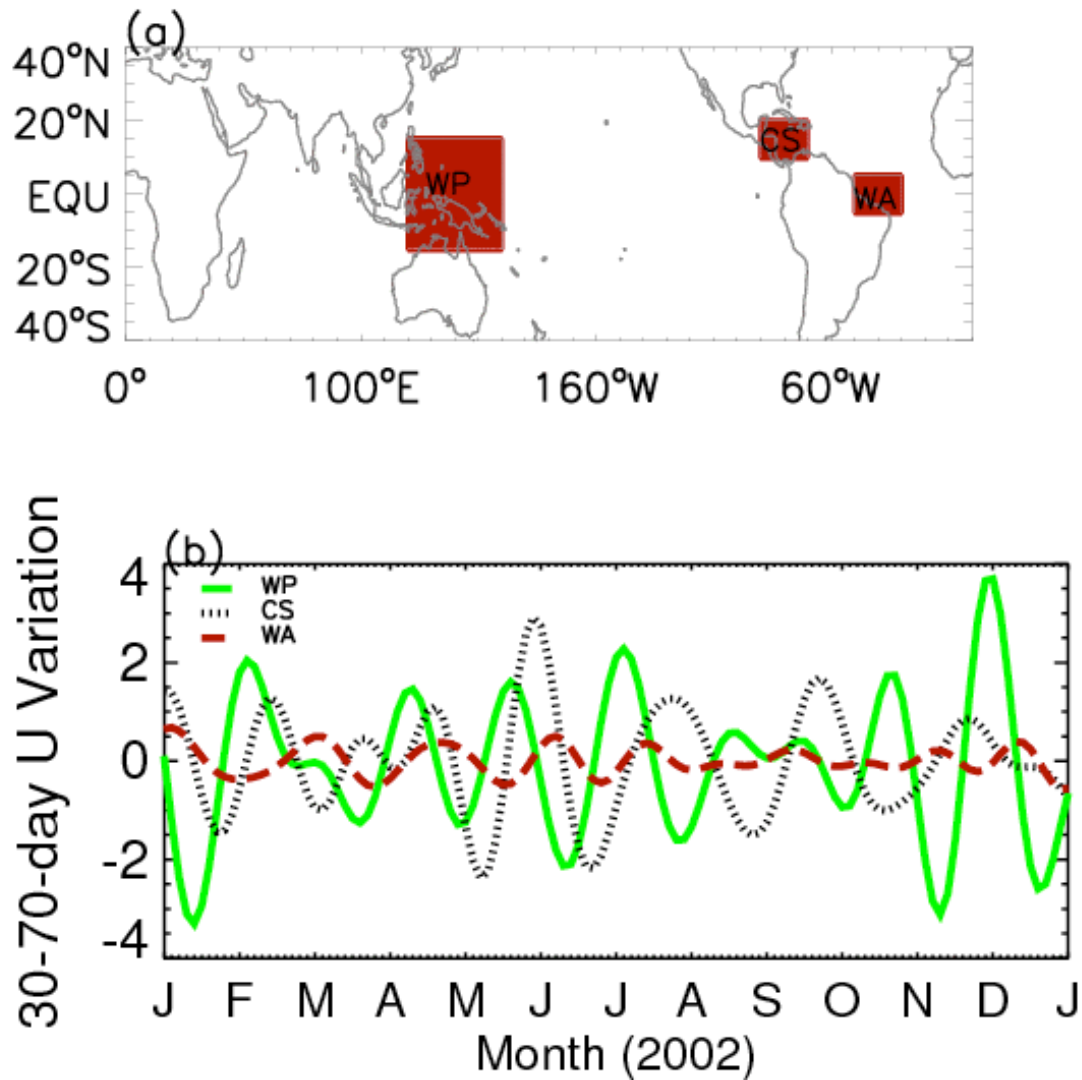 (a)
40°N
20°N
EQU
20°S
40°S
WP
CS
WA
0° 100°E 160°W 60°W
(b)
30-70-day U Variation
4
2
0
-2
-4
WP
CS
WA
J F M A M J J A S O N D J
Month (2002)